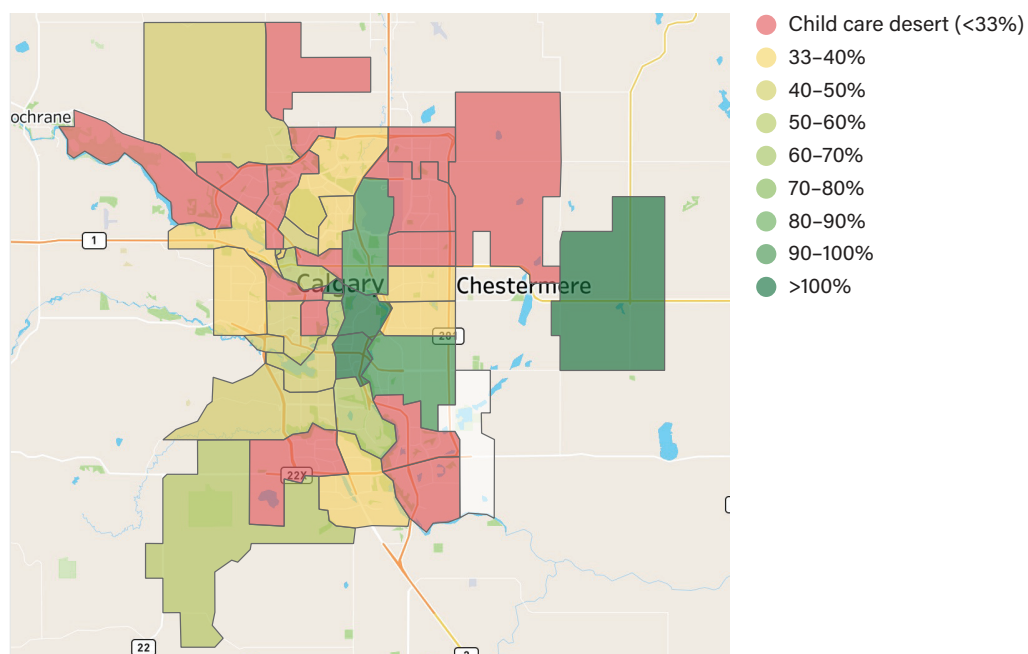 Child care desert (<33%)
33–40%
40–50%
50–60%
60–70%
70–80%
80–90%
90–100%
>100%
ochrane
1
Calgary
Chestermere
201
22X
22
2